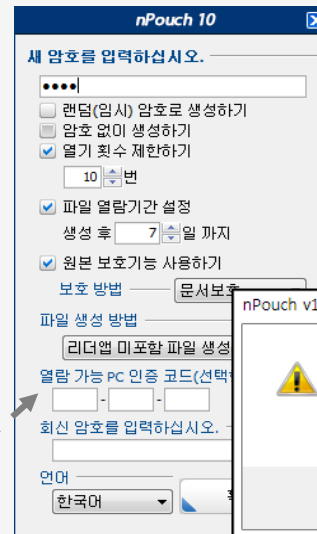 nPouch 10
새 암호를 입력하십시오.
랜덤(임시) 암호로 생성하기
암호 없이 생성하기
열기 횟수 제한하기
10 번
파일 열람기간 설정
생성 후 7 일 까지
원본 보호기능 사용하기
보호 방법 문서보호
nPouch v1
파일 생성 방법
리더앱 미포함 파일 생성
열람 가능 PC 인증 코드(선택
- -
회신 암호를 입력하십시오.
언어
한국어